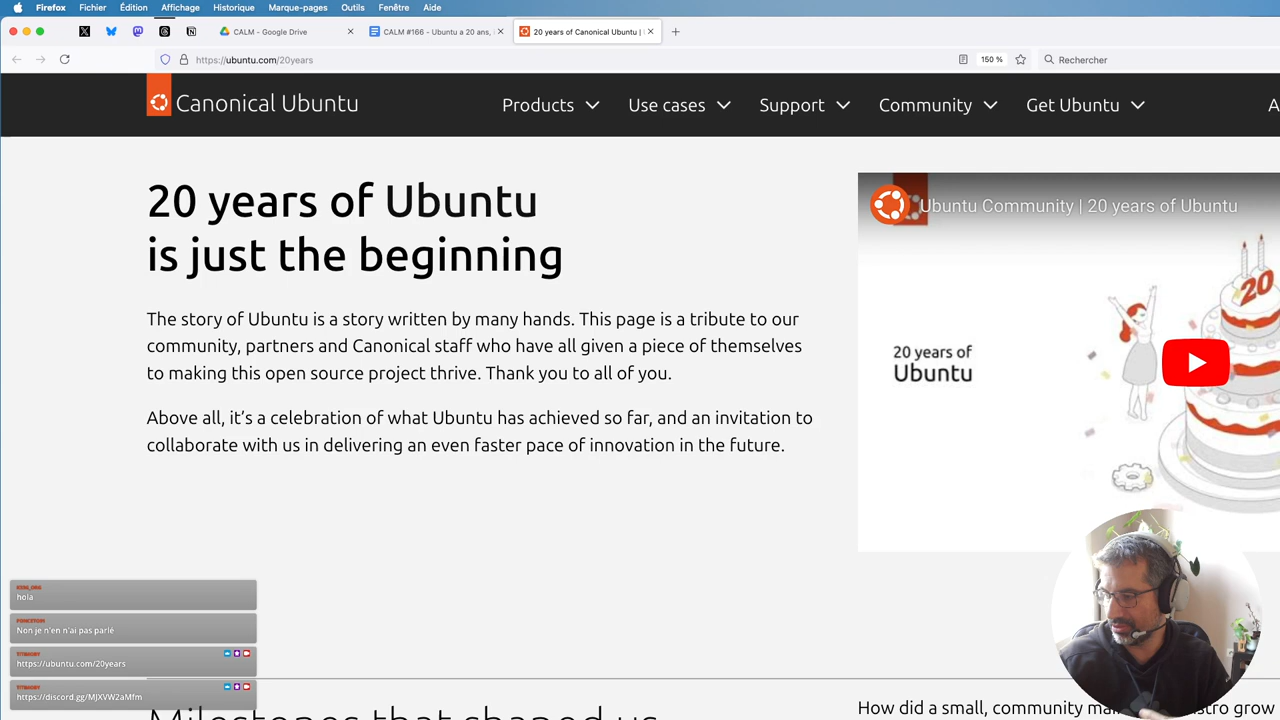 Firefox Fichier Édition Affichage Historique Marque-pages Outils Fenêtre Aide
CALM - Google Drive
CALM #166 - Ubuntu a 20 ans,
20 years of Canonical Ubuntu |
https://ubuntu.com/20years
150 %
Rechercher
Canonical Ubuntu
Products
Use cases
Support
Community
Get Ubuntu
A
20 years of Ubuntu
is just the beginning
The story of Ubuntu is a story written by many hands. This page is a tribute to our
community, partners and Canonical staff who have all given a piece of themselves
to making this open source project thrive. Thank you to all of you.
Above all, it's a celebration of what Ubuntu has achieved so far, and an invitation to
collaborate with us in delivering an even faster pace of innovation in the future.
Ubuntu Community | 20 years of Ubuntu
20
20 years of
Ubuntu
hola
Non je n'en n'ai pas parlé
https://ubuntu.com/20years
https://discord.gg/MJXVW2aMfm
Milestones that shaped us
How did a small, community
distro grow